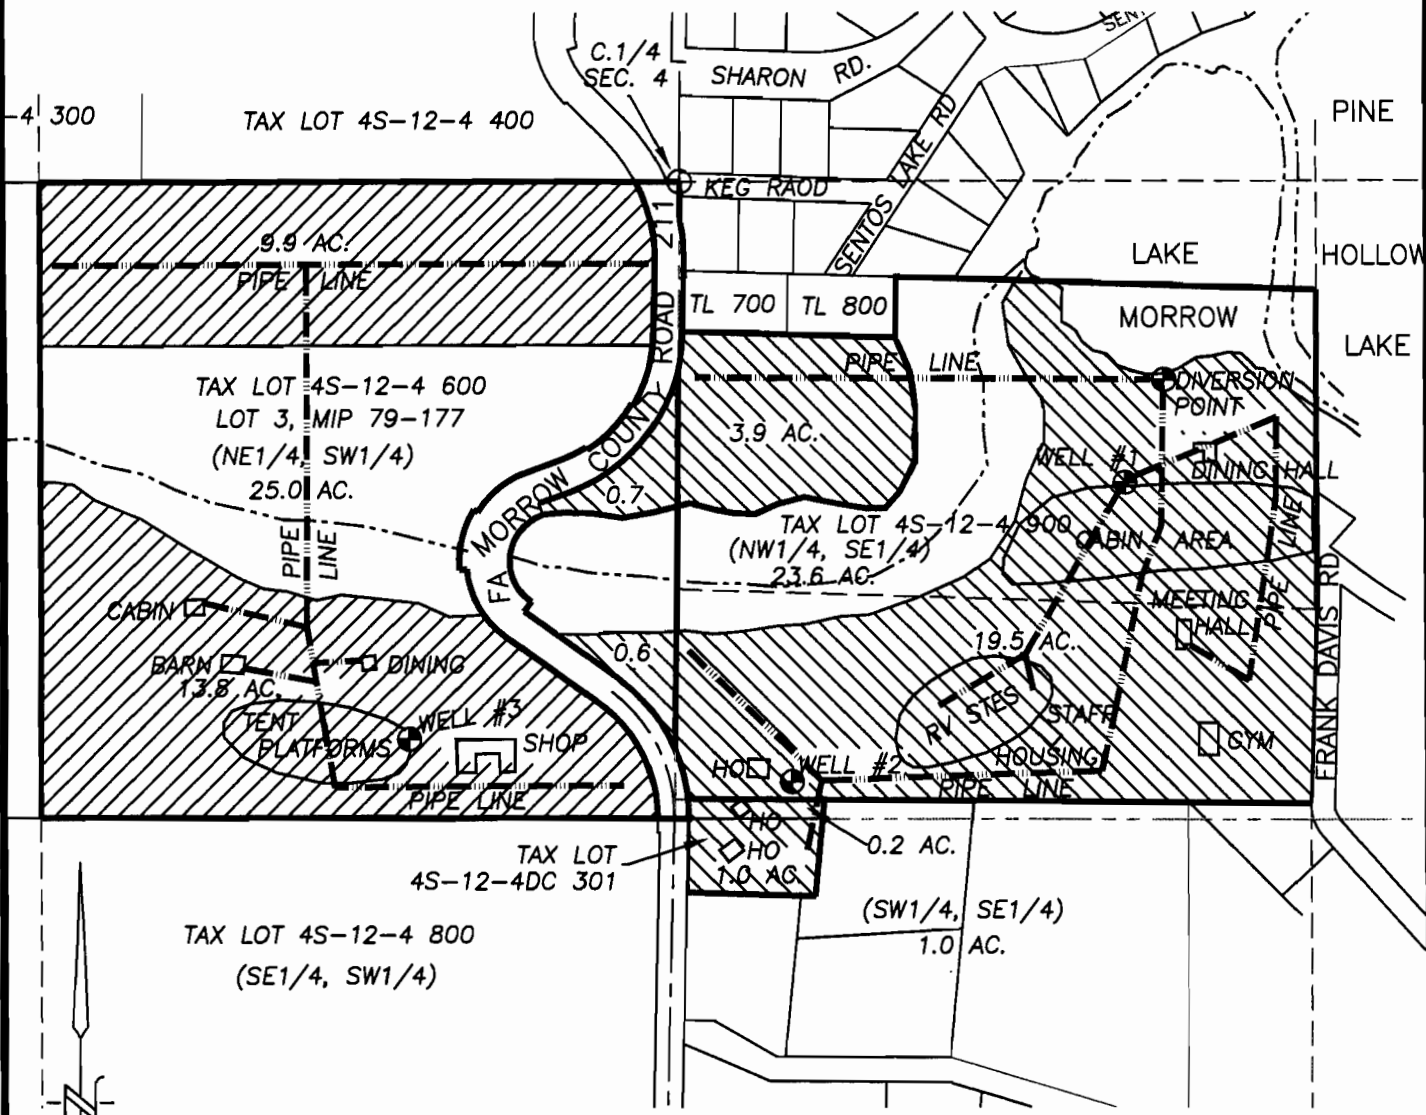 C.1/4
SEC. 4
SHARON RD.
SENT
-4 300
TAX LOT 4S-12-4 400
PINE
KEG RAOD
SENTOS LAKE RD
LAKE
HOLLOW
9.9 AC.
PIPE LINE
TL 700
TL 800
MORROW
LAKE
TAX LOT 4S-12-4 600
LOT 3, MIP 79-177
(NE1/4, SW1/4)
25.0 AC.
PIPE LINE
DIVERSION
POINT
3.9 AC.
WELL #1
DINING HALL
0.7
FA MORROW COUNTY ROAD 211
TAX LOT 4S-12-4 900
(NW1/4, SE1/4)
23.6 AC.
CABIN AREA
PIPE
LINE
PIPE LINE
CABIN
MEETING
HALL
BARN
DINING
13.8 AC.
0.6
19.5 AC.
FRANK DAVIS RD
TENT
PLATFORMS
WELL #3
SHOP
RV STES
STAFF
HOUSING
GYM
HO
WELL #2
PIPE LINE
PIPE LINE
HO
HO
1.0 AC
0.2 AC.
TAX LOT
4S-12-4DC 301
(SW1/4, SE1/4)
1.0 AC.
TAX LOT 4S-12-4 800
(SE1/4, SW1/4)
N